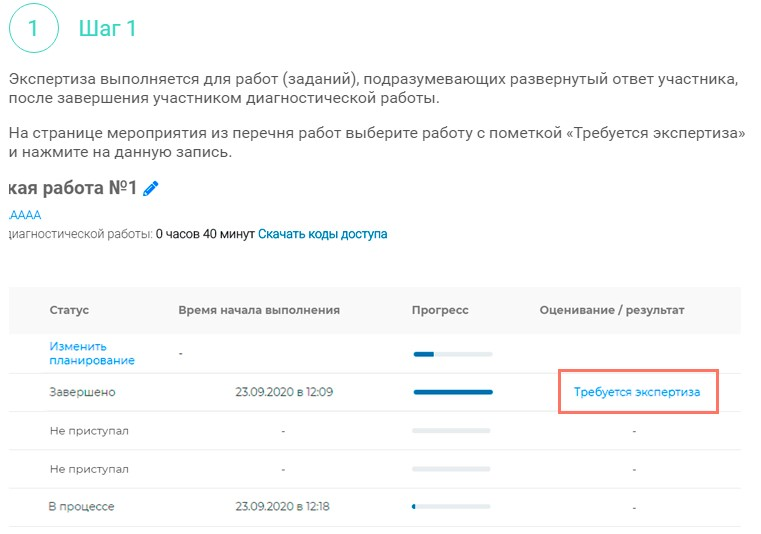 1 Шаг 1
Экспертиза выполняется для работ (заданий), подразумевающих развернутый ответ участника,
после завершения участником диагностической работы.
На странице мероприятия из перечня работ выберите работу с пометкой «Требуется экспертиза»
и нажмите на данную запись.
кая работа №1
.АААА
диагностической работы: 0 часов 40 минут Скачать коды доступа
Статус Время начала выполнения Прогресс Оценивание / результат
Изменить
планирование -
Завершено 23.09.2020 в 12:09 Требуется экспертиза
Не приступал - -
Не приступал - -
В процессе 23.09.2020 в 12:18 -